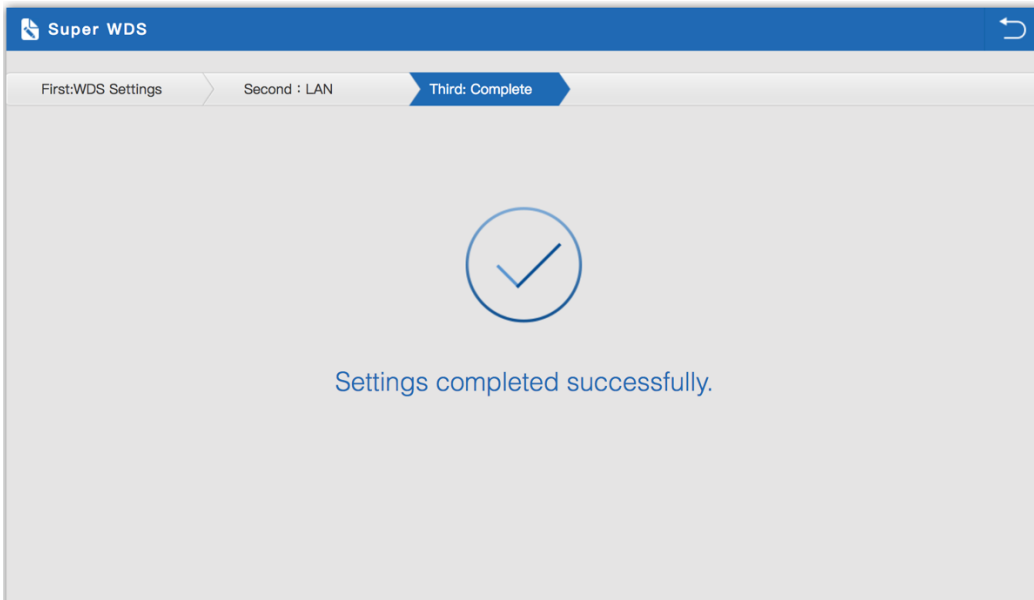 Super WDS
First:WDS Settings
Second：LAN
Third: Complete
Settings completed successfully.